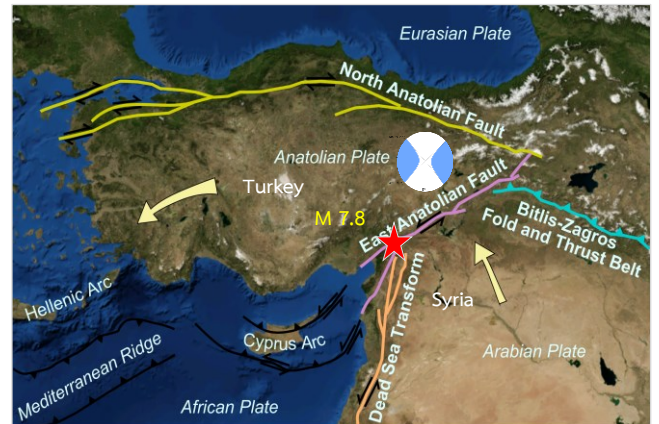 Eurasian Plate
North Anatolian Fault
Anatolian Plate
Turkey
M 7.8
East Anatolian Fault
Bitlis-Zagros
Fold and Thrust Belt
Hellenic Arc
Syria
Cyprus Arc
Mediterranean Ridge
Dead Sea Transform
Arabian Plate
African Plate